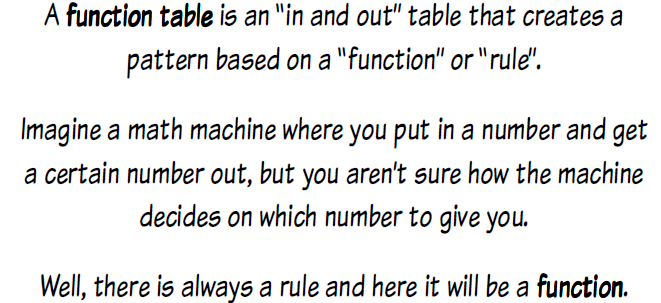 A function table is an "in and out" table that creates a
pattern based on a "function" or "rule".
Imagine a math machine where you put in a number and get
a certain number out, but you aren't sure how the machine
decides on which number to give you.
Well, there is always a rule and here it will be a function.